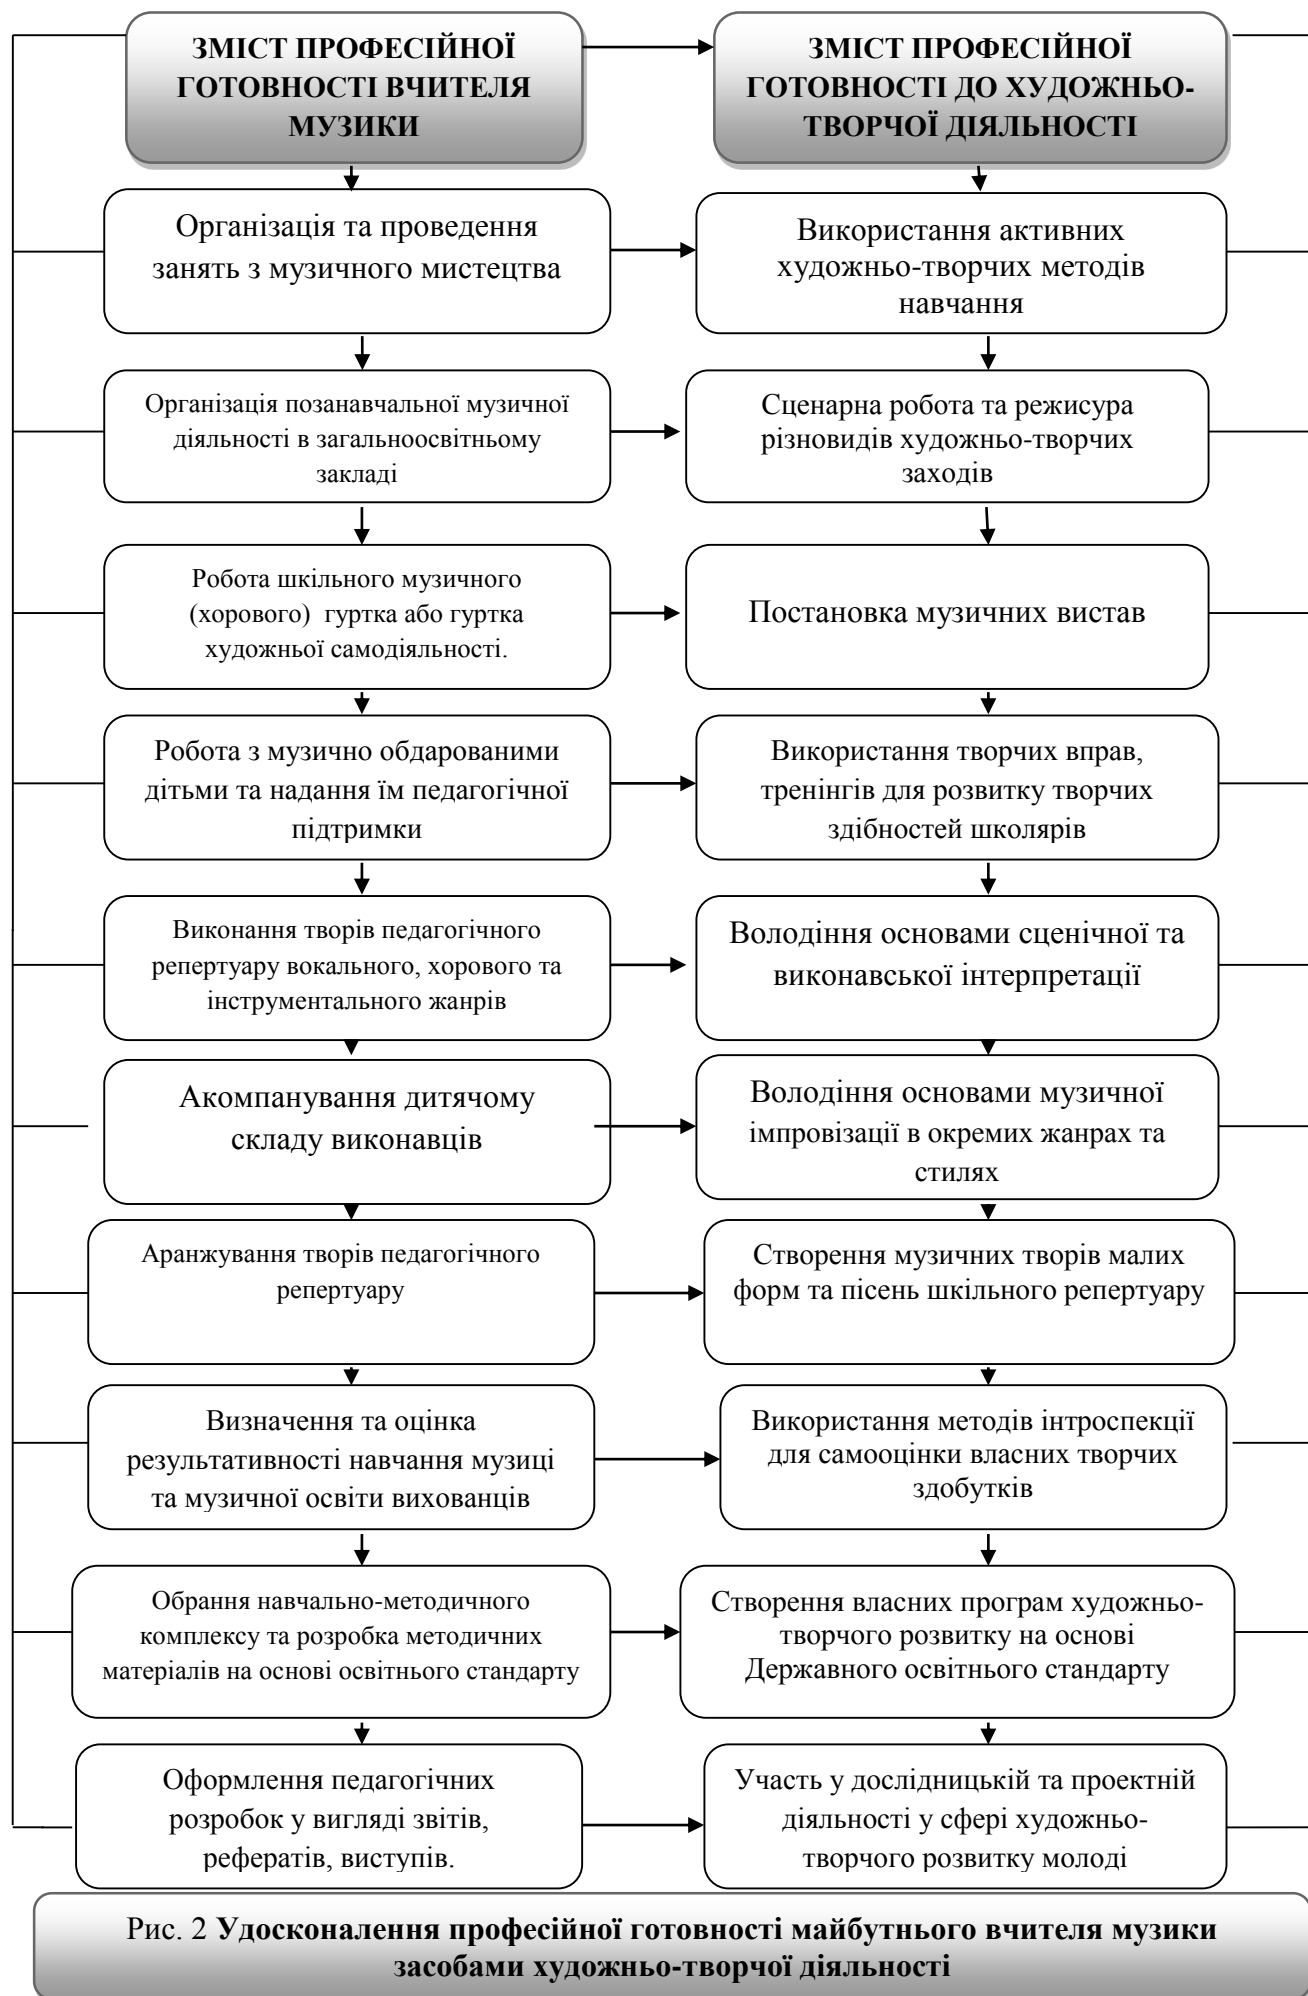 ЗМІСТ ПРОФЕСІЙНОЇ
ГОТОВНОСТІ ВЧИТЕЛЯ
МУЗИКИ
ЗМІСТ ПРОФЕСІЙНОЇ
ГОТОВНОСТІ ДО ХУДОЖНЬО-
ТВОРЧОЇ ДІЯЛЬНОСТІ
Організація та проведення
занять з музичного мистецтва
Використання активних
художньо-творчих методів
навчання
Організація позанавчальної музичної
діяльності в загальноосвітньому
закладі
Сценарна робота та режисура
різновидів художньо-творчих
заходів
Робота шкільного музичного
(хорового) гуртка або гуртка
художньої самодіяльності.
Постановка музичних вистав
Робота з музично обдарованими
дітьми та надання їм педагогічної
підтримки
Використання творчих вправ,
тренінгів для розвитку творчих
здібностей школярів
Виконання творів педагогічного
репертуару вокального, хорового та
інструментального жанрів
Володіння основами сценічної та
виконавської інтерпретації
Акомпанування дитячому
складу виконавців
Володіння основами музичної
імпровізації в окремих жанрах та
стилях
Аранжування творів педагогічного
репертуару
Створення музичних творів малих
форм та пісень шкільного репертуару
Визначення та оцінка
результативності навчання музиці
та музичної освіти вихованців
Використання методів інтроспекції
для самооцінки власних творчих
здобутків
Обрання навчально-методичного
комплексу та розробка методичних
матеріалів на основі освітнього стандарту
Створення власних програм художньо-
творчого розвитку на основі
Державного освітнього стандарту
Оформлення педагогічних
розробок у вигляді звітів,
рефератів, виступів.
Участь у дослідницькій та проектній
діяльності у сфері художньо-
творчого розвитку молоді
Рис. 2 Удосконалення професійної готовності майбутнього вчителя музики
засобами художньо-творчої діяльності